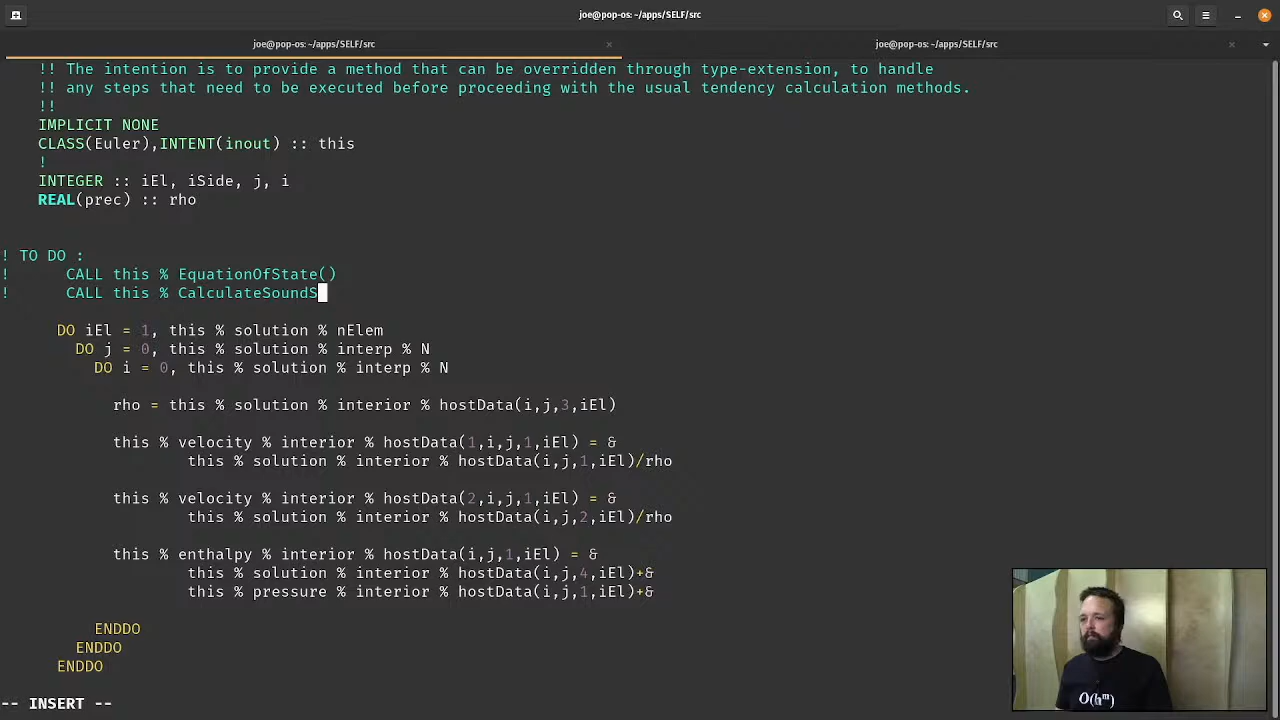 joe@pop-os: ~/apps/SELF/src
joe@pop-os: ~/apps/SELF/src
joe@pop-os: ~/apps/SELF/src
!! The intention is to provide a method that can be overridden through type-extension, to handle
!! any steps that need to be executed before proceeding with the usual tendency calculation methods.
!!
IMPLICIT NONE
CLASS(Euler),INTENT(inout) :: this
!
INTEGER :: iEl, iSide, j, i
REAL(prec) :: rho
! TO DO :
!      CALL this % EquationOfState()
!      CALL this % CalculateSoundS
DO iEl = 1, this % solution % nElem
DO j = 0, this % solution % interp % N
DO i = 0, this % solution % interp % N
rho = this % solution % interior % hostData(i,j,3,iEl)
this % velocity % interior % hostData(1,i,j,1,iEl) = &
this % solution % interior % hostData(i,j,1,iEl)/rho
this % velocity % interior % hostData(2,i,j,1,iEl) = &
this % solution % interior % hostData(i,j,2,iEl)/rho
this % enthalpy % interior % hostData(i,j,1,iEl) = &
this % solution % interior % hostData(i,j,4,iEl)+&
this % pressure % interior % hostData(i,j,1,iEl)+&
ENDDO
ENDDO
ENDDO
-- INSERT --
O(hᵐ)